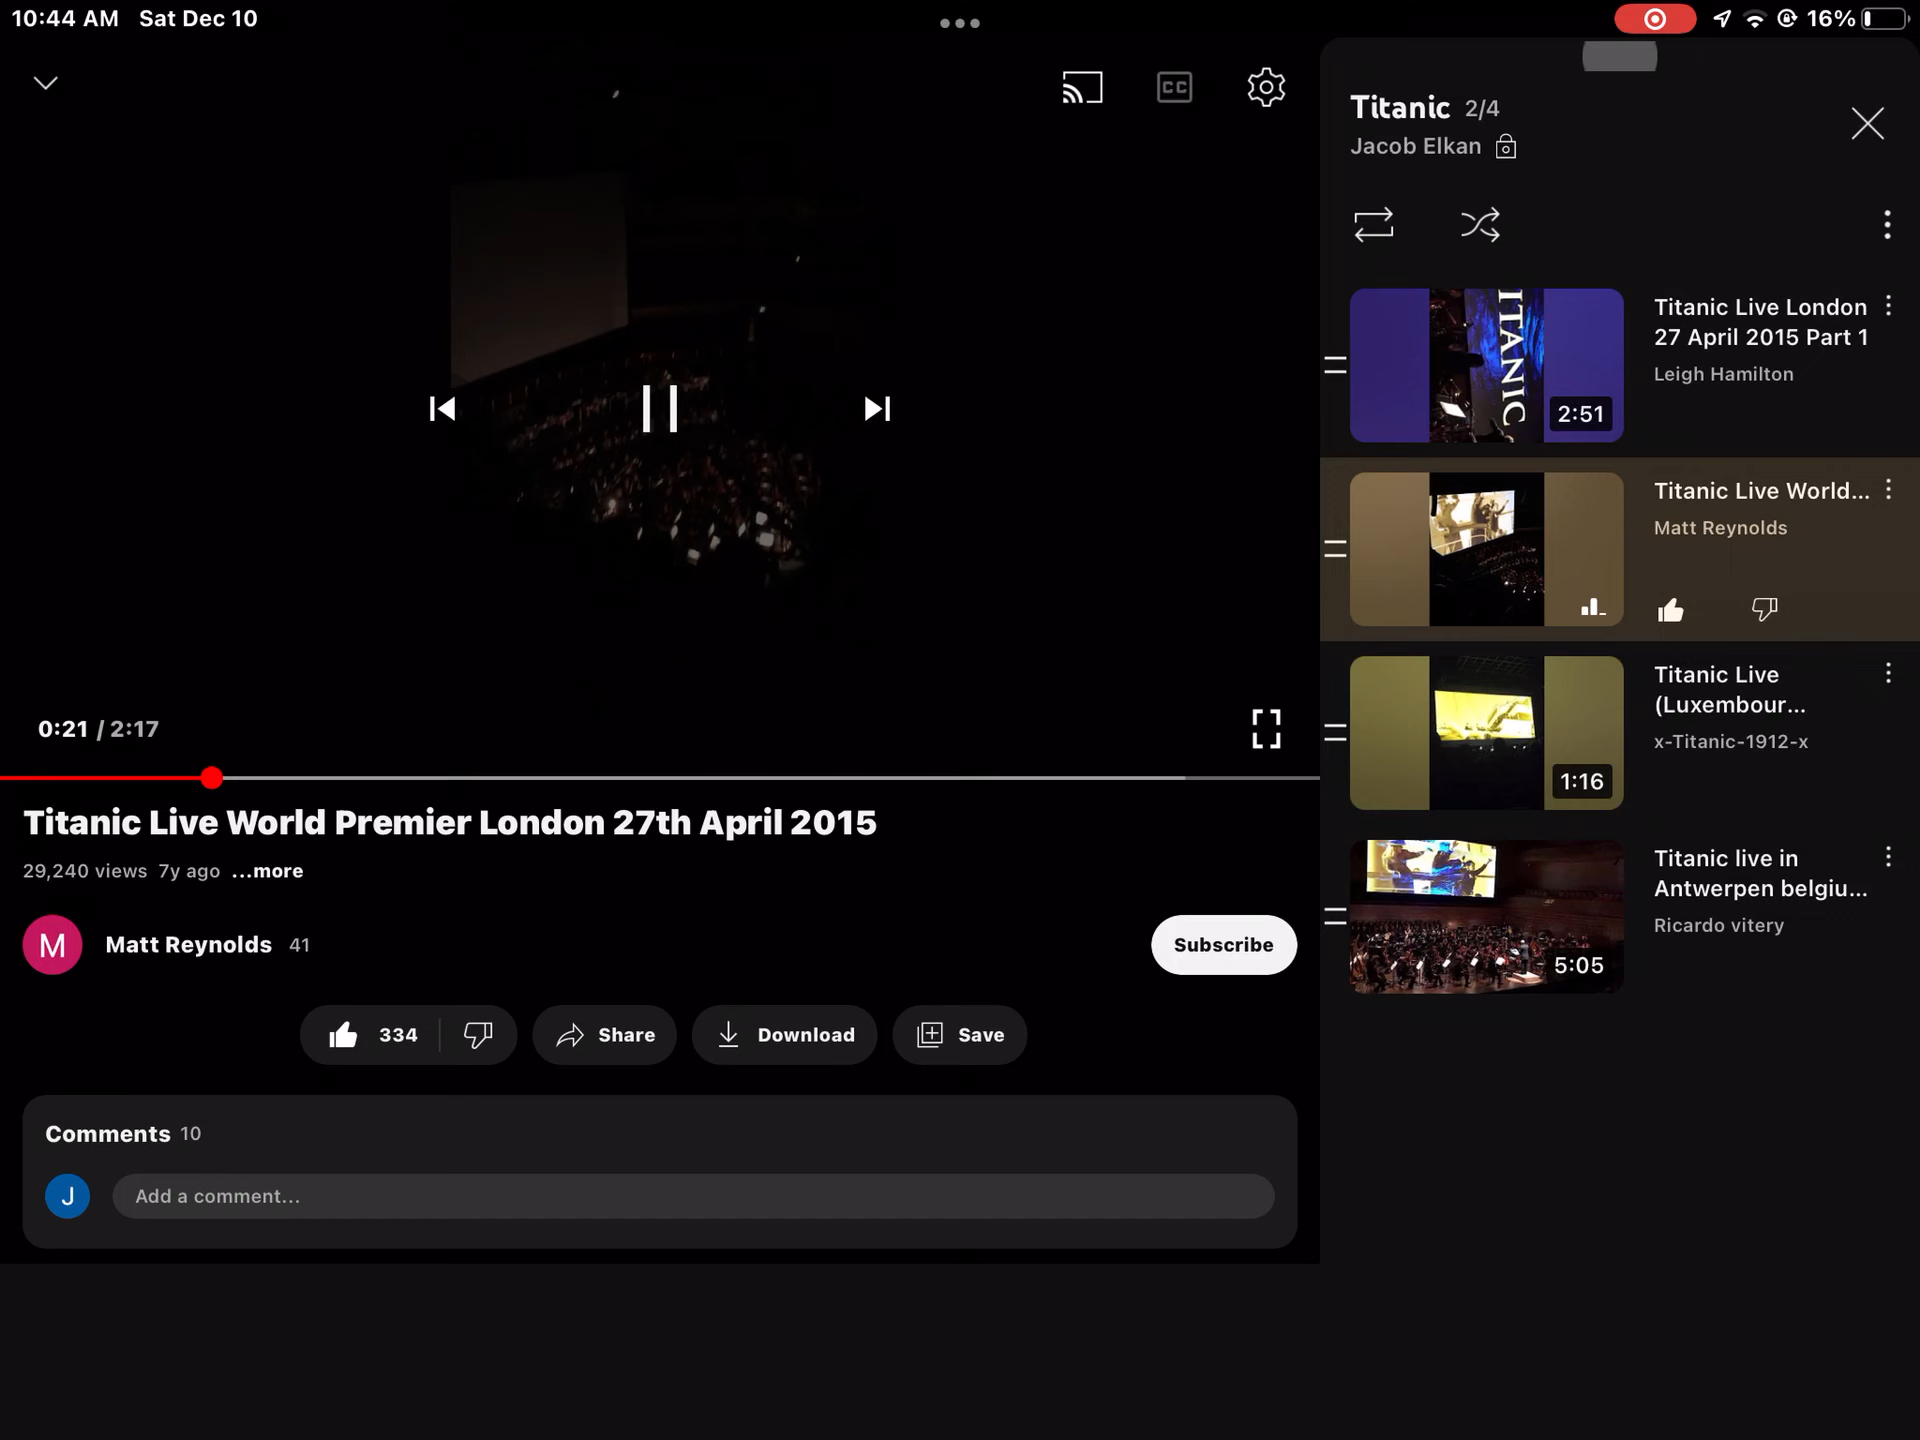 10:44 AM Sat Dec 10
16%
CC
Titanic 2/4
Jacob Elkan
TITANIC
2:51
Titanic Live London
27 April 2015 Part 1
Leigh Hamilton
Titanic Live World...
Matt Reynolds
Titanic Live
(Luxembour...
x-Titanic-1912-x
1:16
Titanic live in
Antwerpen belgiu...
Ricardo vitery
5:05
0:21 / 2:17
Titanic Live World Premier London 27th April 2015
29,240 views 7y ago ...more
M
Matt Reynolds 41
Subscribe
334
Share
Download
Save
Comments 10
J
Add a comment...